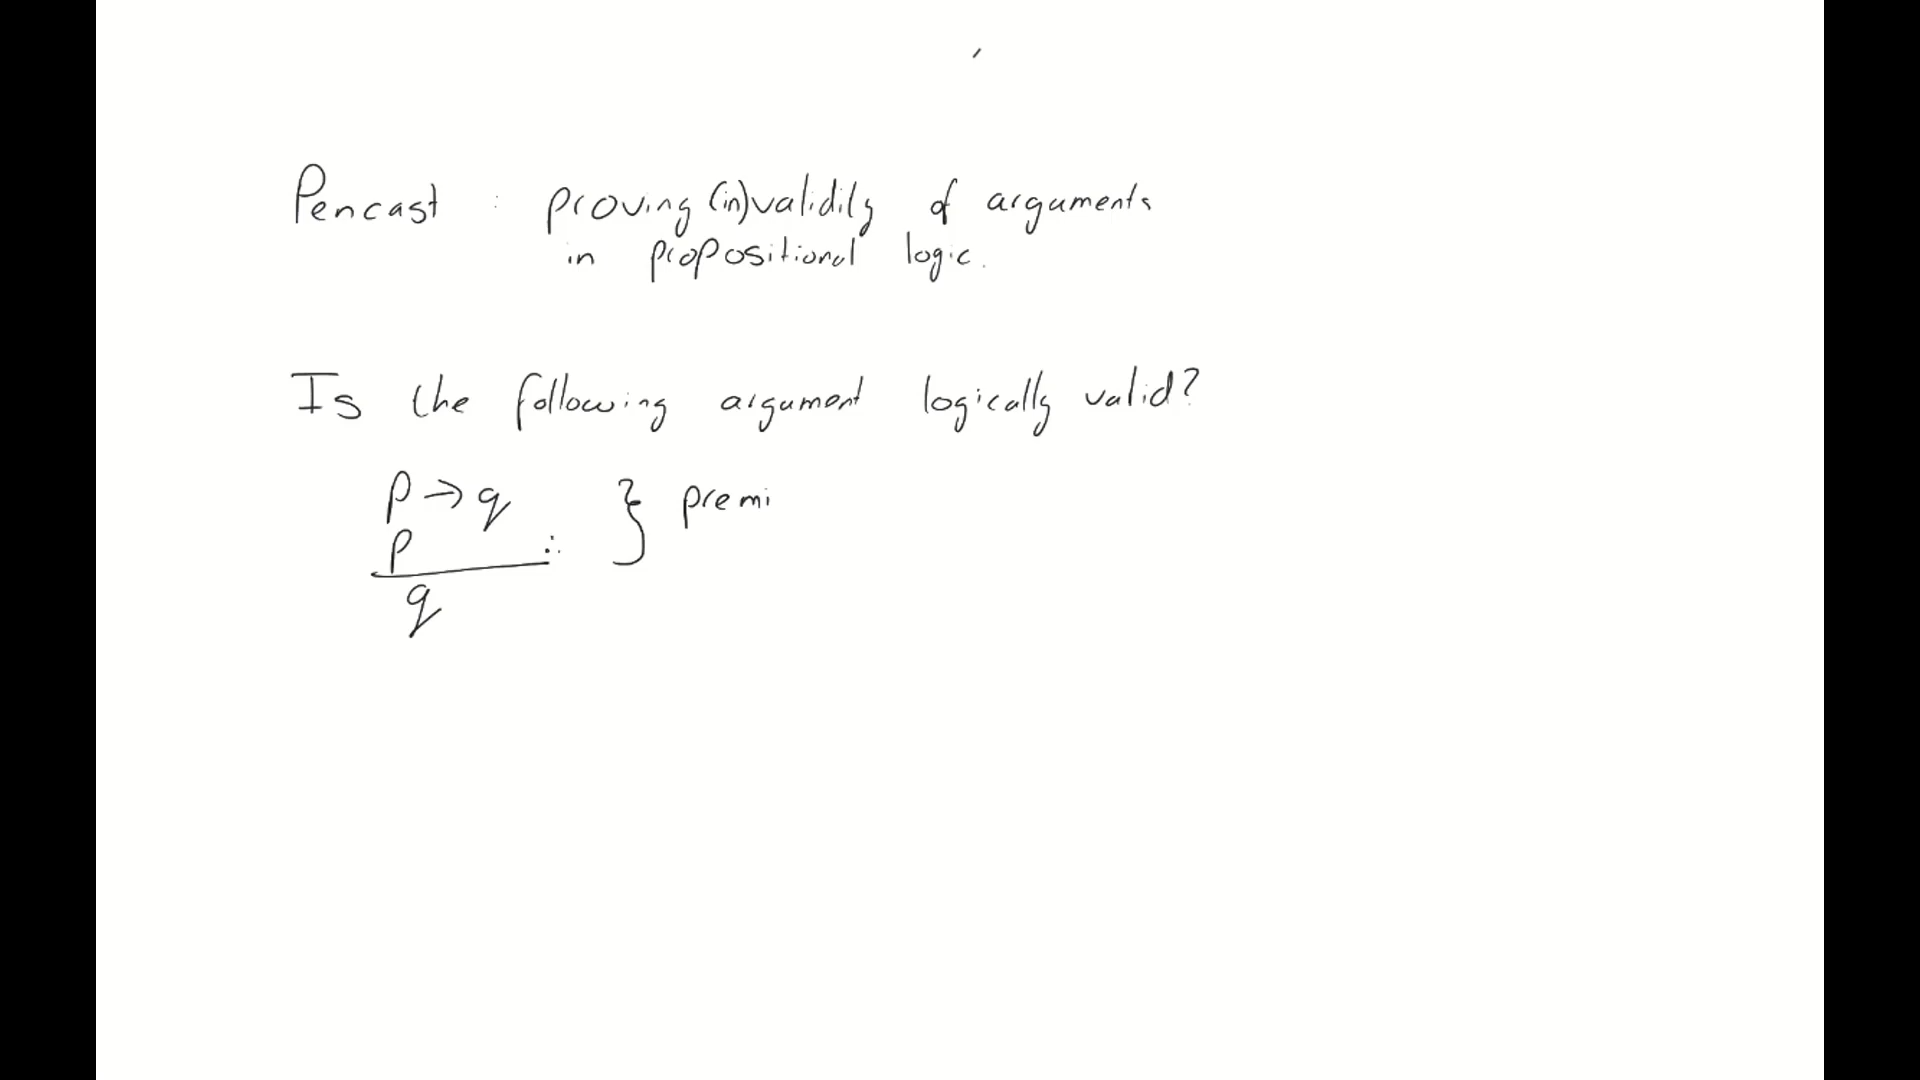 Pencast : proving (in)validity of arguments
in propositional logic.
Is the following argument logically valid?
p → q } premi
p ∴
q